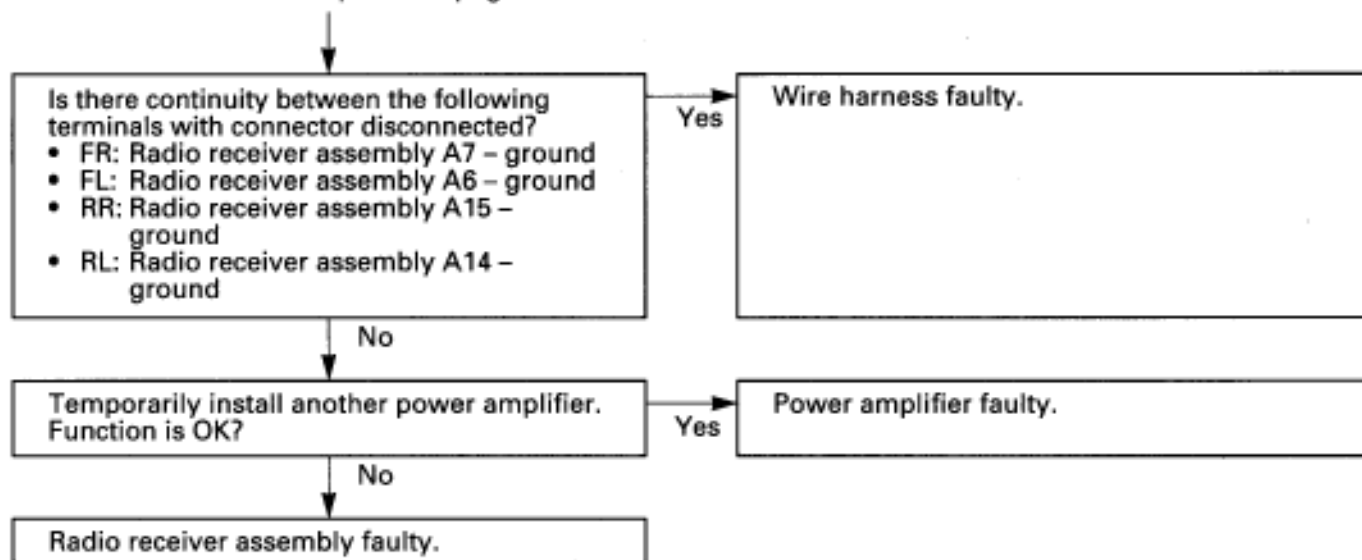 Is there continuity between the following
terminals with connector disconnected?
• FR: Radio receiver assembly A7 – ground
• FL: Radio receiver assembly A6 – ground
• RR: Radio receiver assembly A15 –
ground
• RL: Radio receiver assembly A14 –
ground
Yes
Wire harness faulty.
No
Temporarily install another power amplifier.
Function is OK?
Yes
Power amplifier faulty.
No
Radio receiver assembly faulty.